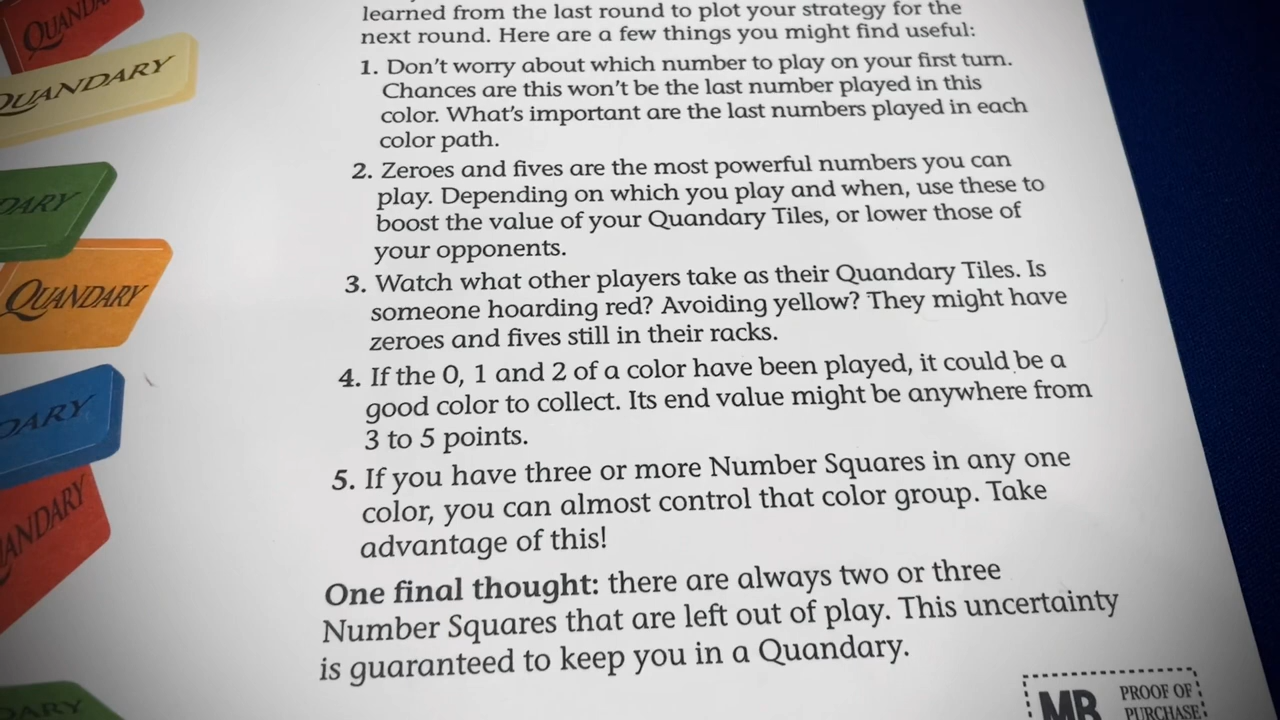 learned from the last round to plot your strategy for the
next round. Here are a few things you might find useful:
1. Don't worry about which number to play on your first turn.
Chances are this won't be the last number played in this
color. What's important are the last numbers played in each
color path.
2. Zeroes and fives are the most powerful numbers you can
play. Depending on which you play and when, use these to
boost the value of your Quandary Tiles, or lower those of
your opponents.
3. Watch what other players take as their Quandary Tiles. Is
someone hoarding red? Avoiding yellow? They might have
zeroes and fives still in their racks.
4. If the 0, 1 and 2 of a color have been played, it could be a
good color to collect. Its end value might be anywhere from
3 to 5 points.
5. If you have three or more Number Squares in any one
color, you can almost control that color group. Take
advantage of this!
One final thought: there are always two or three
Number Squares that are left out of play. This uncertainty
is guaranteed to keep you in a Quandary.
MB
PROOF OF
PURCHASE
QUANDA
QUANDARY
DARY
QUANDARY
DARY
ANDARY
DARY